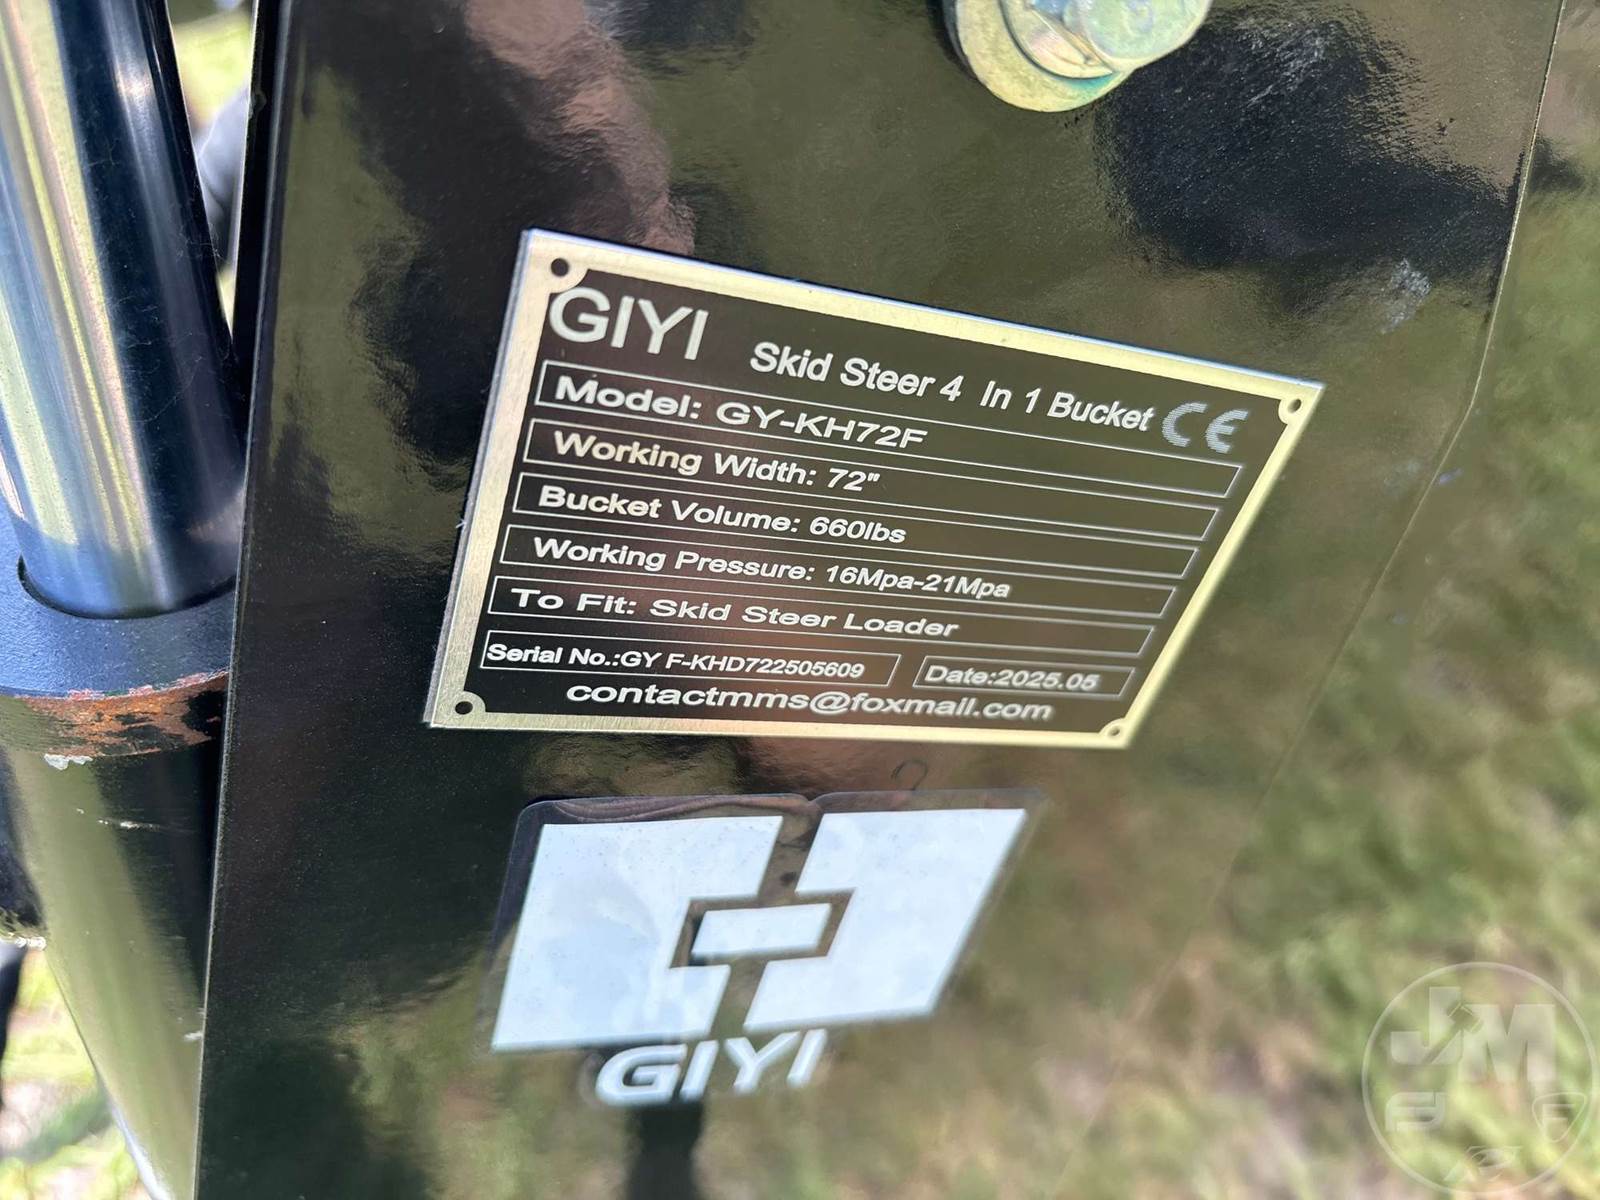 GIYI Skid Steer 4 In 1 Bucket CE
Model: GY-KH72F
Working Width: 72"
Bucket Volume: 660lbs
Working Pressure: 16Mpa-21Mpa
To Fit: Skid Steer Loader
Serial No.:GY F-KHD722505609 Date:2025.05
contactmms@foxmail.com
GIYI
JM